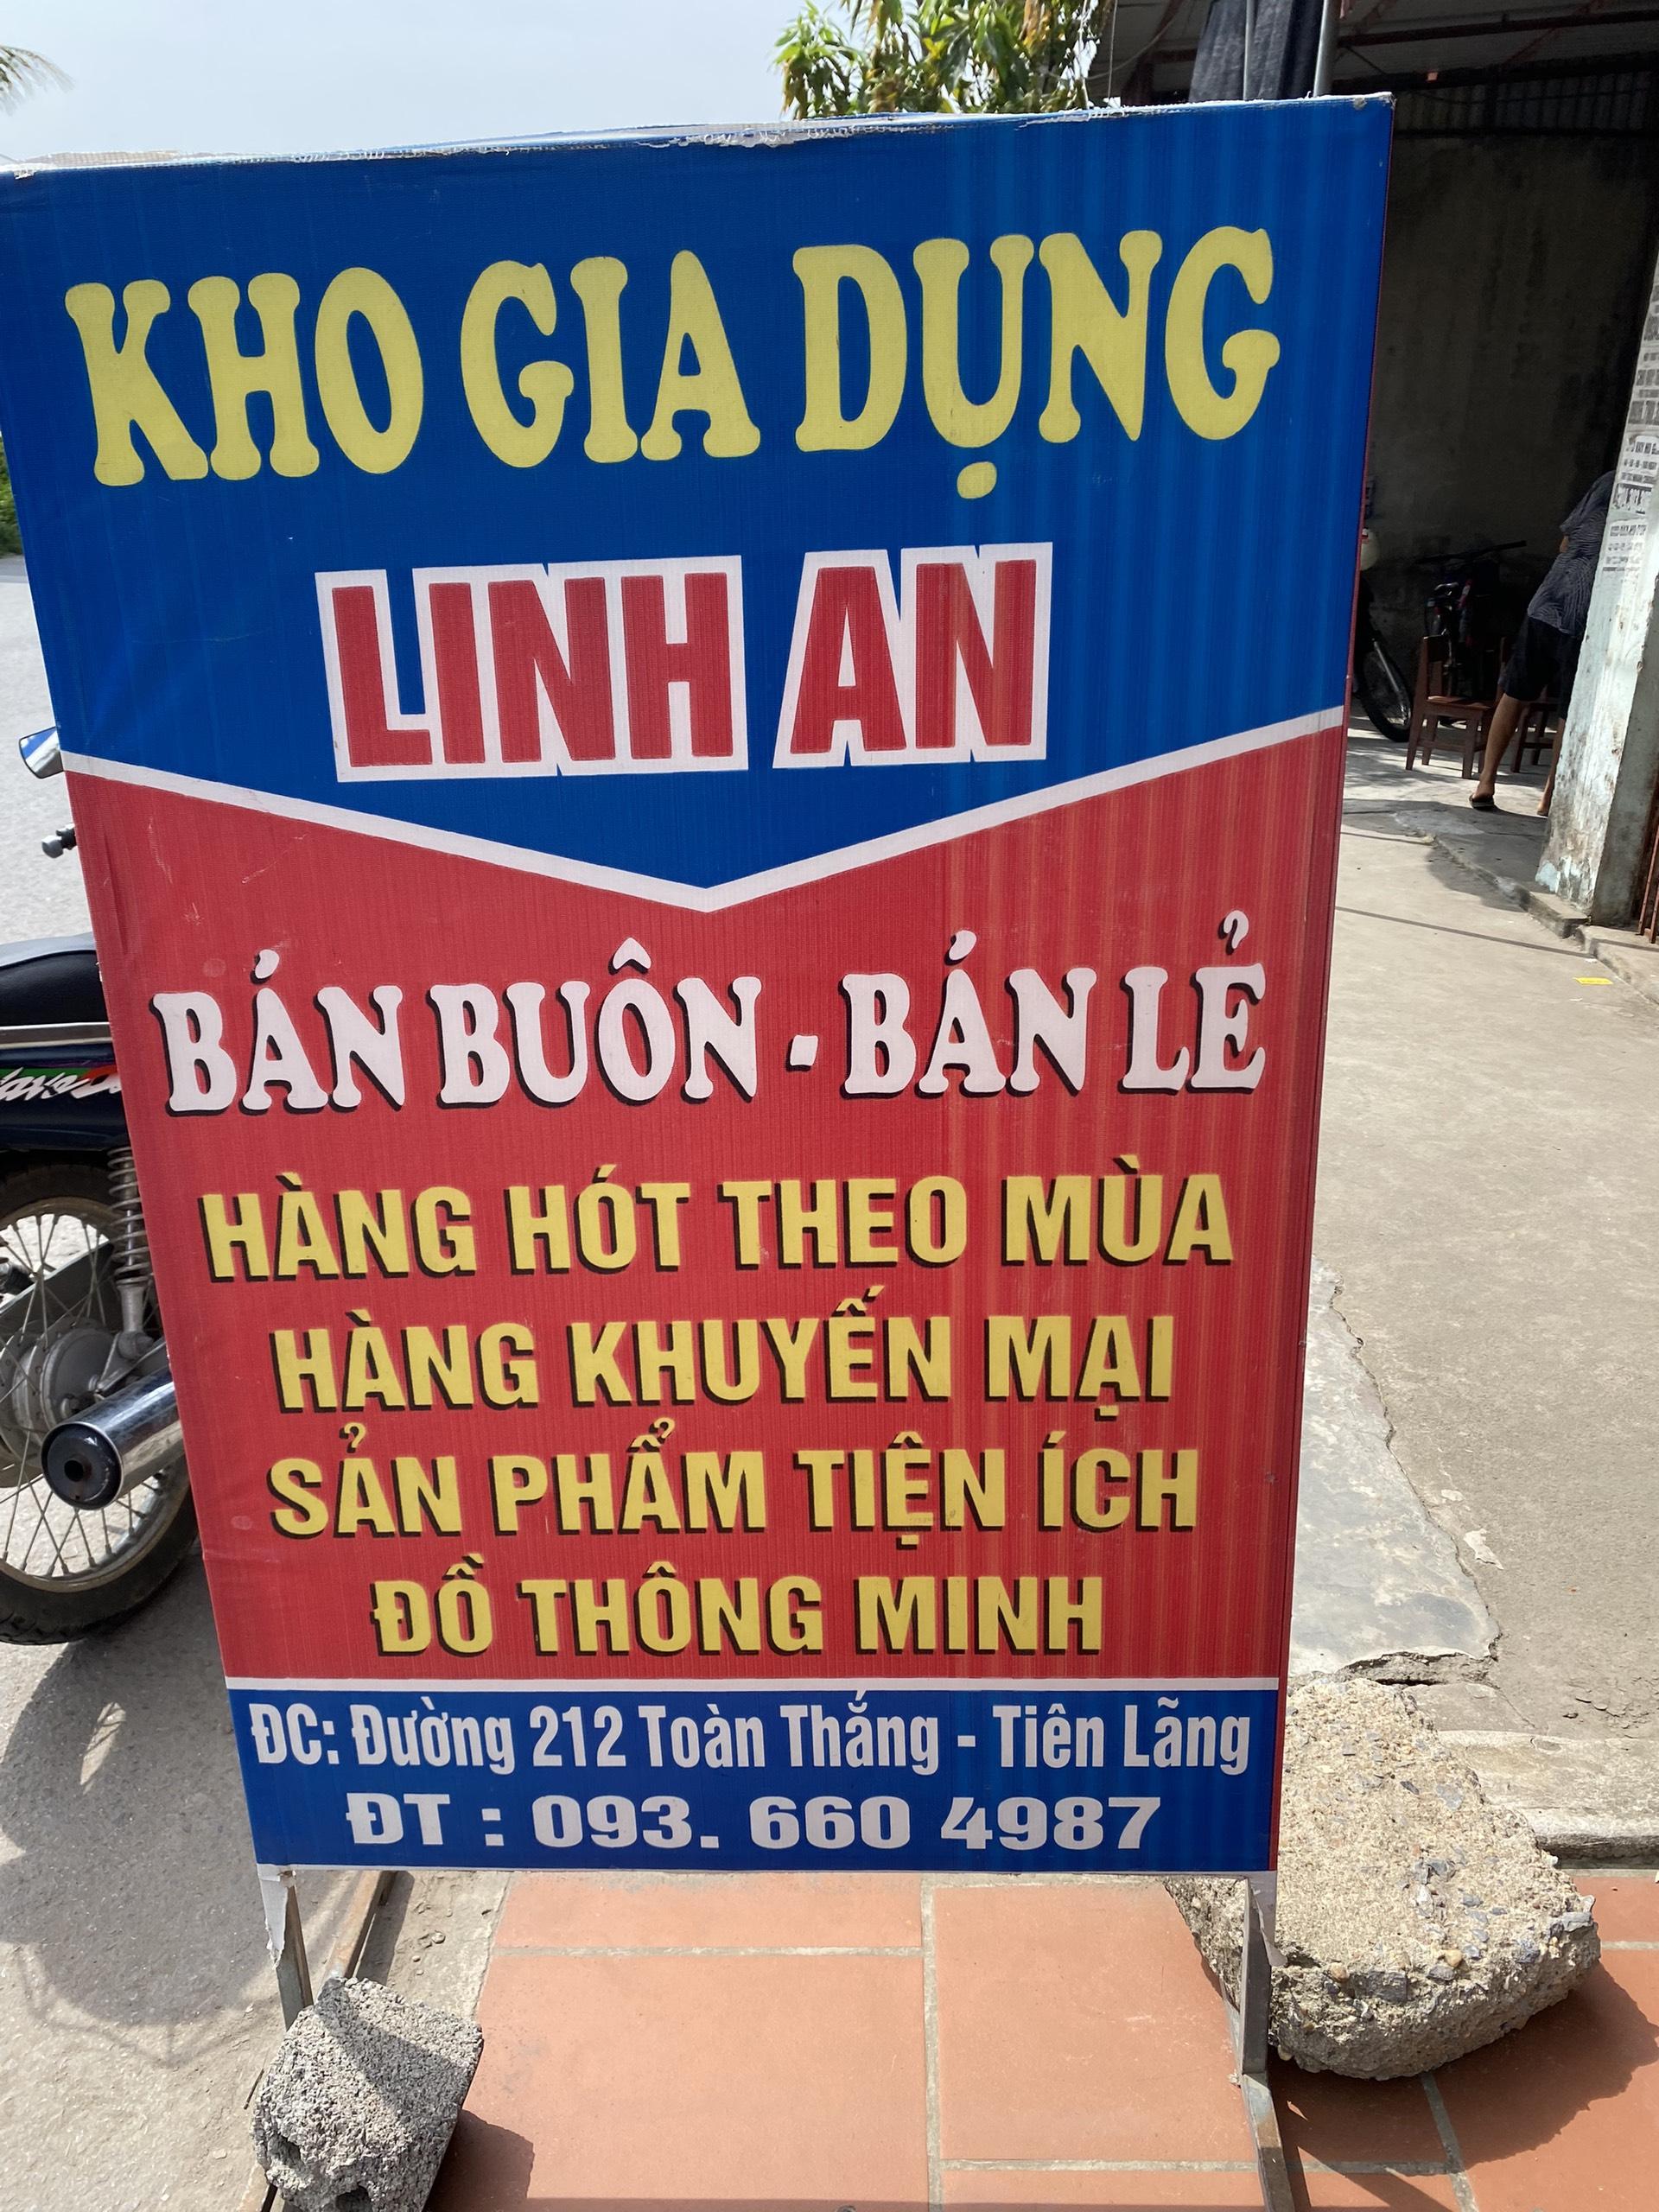 KHO GIA DỤNG
LINH AN
BÁN BUÔN - BÁN LẺ
HÀNG HÓT THEO MÙA
HÀNG KHUYẾN MẠI
SẢN PHẨM TIỆN ÍCH
ĐỒ THÔNG MINH
ĐC: Đường 212 Toàn Thắng - Tiên Lãng
ĐT : 093. 660 4987